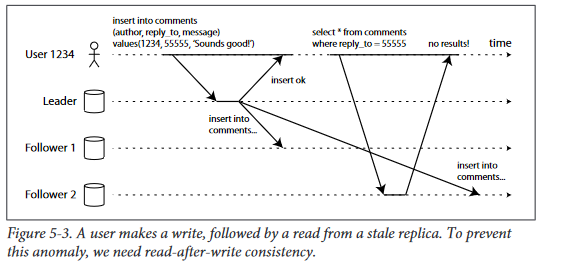 insert into comments
(author, reply_to, message)
values(1234, 55555, 'Sounds good!')
select * from comments
where reply_to = 55555
no results!
time
User 1234
insert ok
Leader
insert into
comments...
Follower 1
insert into
comments...
Follower 2
Figure 5-3. A user makes a write, followed by a read from a stale replica. To prevent
this anomaly, we need read-after-write consistency.